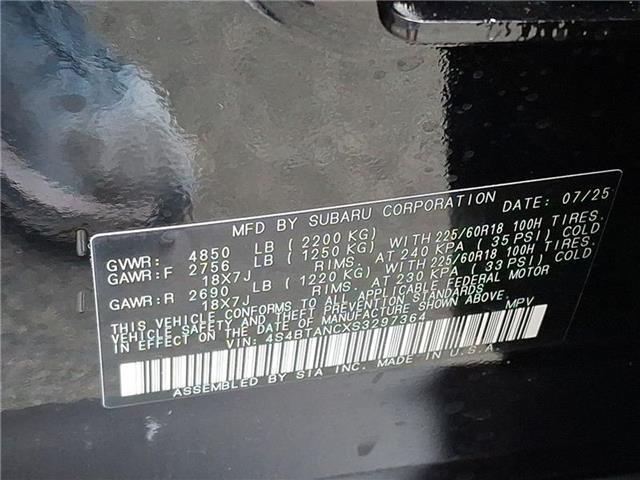 MFD BY SUBARU CORPORATION DATE: 07/25
GVWR: 4850 LB (2200 KG)
GAWR:F 2756 LB (1250 KG) WITH 225/60R18 100H TIRES.
18X7J RIMS. AT 240 KPA (35 PSI) COLD
GAWR:R 2690 LB (1220 KG) WITH 225/60R18 100H TIRES.
18X7J RIMS. AT 230 KPA (33 PSI) COLD
THIS VEHICLE CONFORMS TO ALL APPLICABLE FEDERAL MOTOR
VEHICLE SAFETY AND THEFT PREVENTION STANDARDS
IN EFFECT ON THE DATE OF MANUFACTURE SHOWN ABOVE.
VIN: 4S4BTANCXS3297364 MPV
ASSEMBLED BY SIA INC. MADE IN U.S.A.